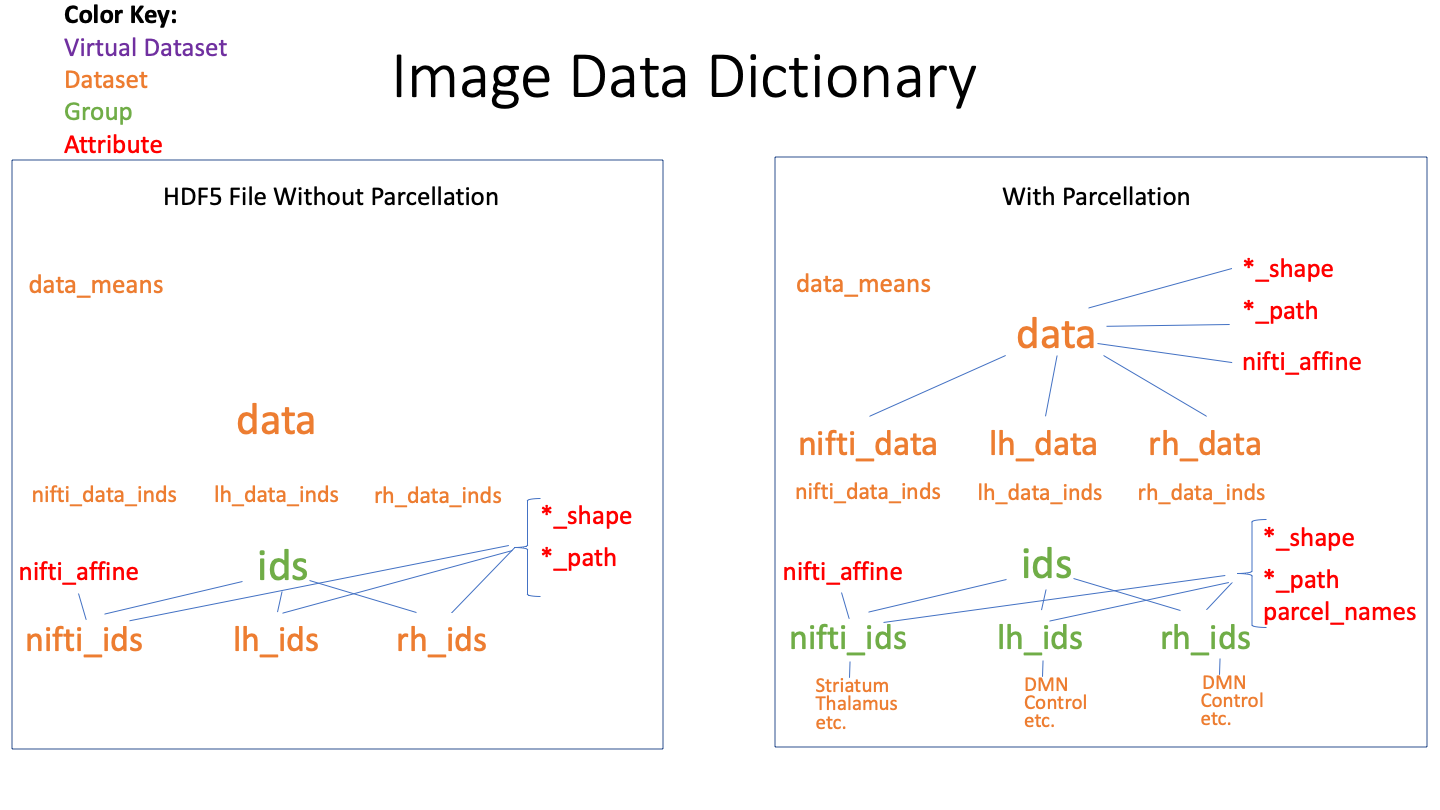 Color Key:
Virtual Dataset
Dataset
Group
Attribute
Image Data Dictionary
HDF5 File Without Parcellation
data_means
data
nifti_data_inds
lh_data_inds
rh_data_inds
*_shape
*_path
nifti_affine
ids
nifti_ids
lh_ids
rh_ids
With Parcellation
data_means
data
*_shape
*_path
nifti_affine
nifti_data
lh_data
rh_data
nifti_data_inds
lh_data_inds
rh_data_inds
nifti_affine
ids
*_shape
*_path
parcel_names
nifti_ids
lh_ids
rh_ids
Striatum
Thalamus
etc.
DMN
Control
etc.
DMN
Control
etc.